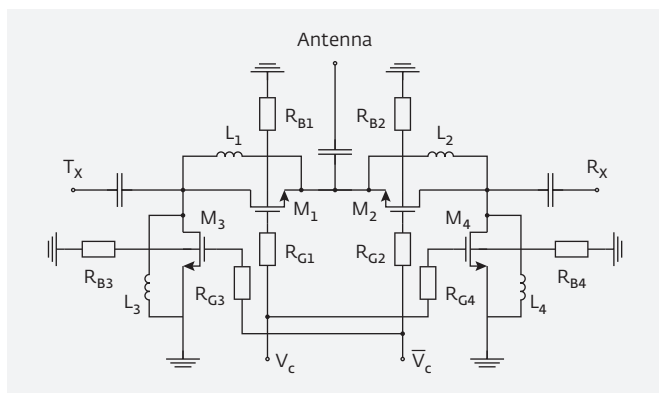 Antenna
R_B1
R_B2
L_1
L_2
T_X
R_X
M_1
M_2
M_3
M_4
R_G1
R_G2
R_B3
R_B4
L_3
R_G3
R_G4
L_4
V_c
V̅_c